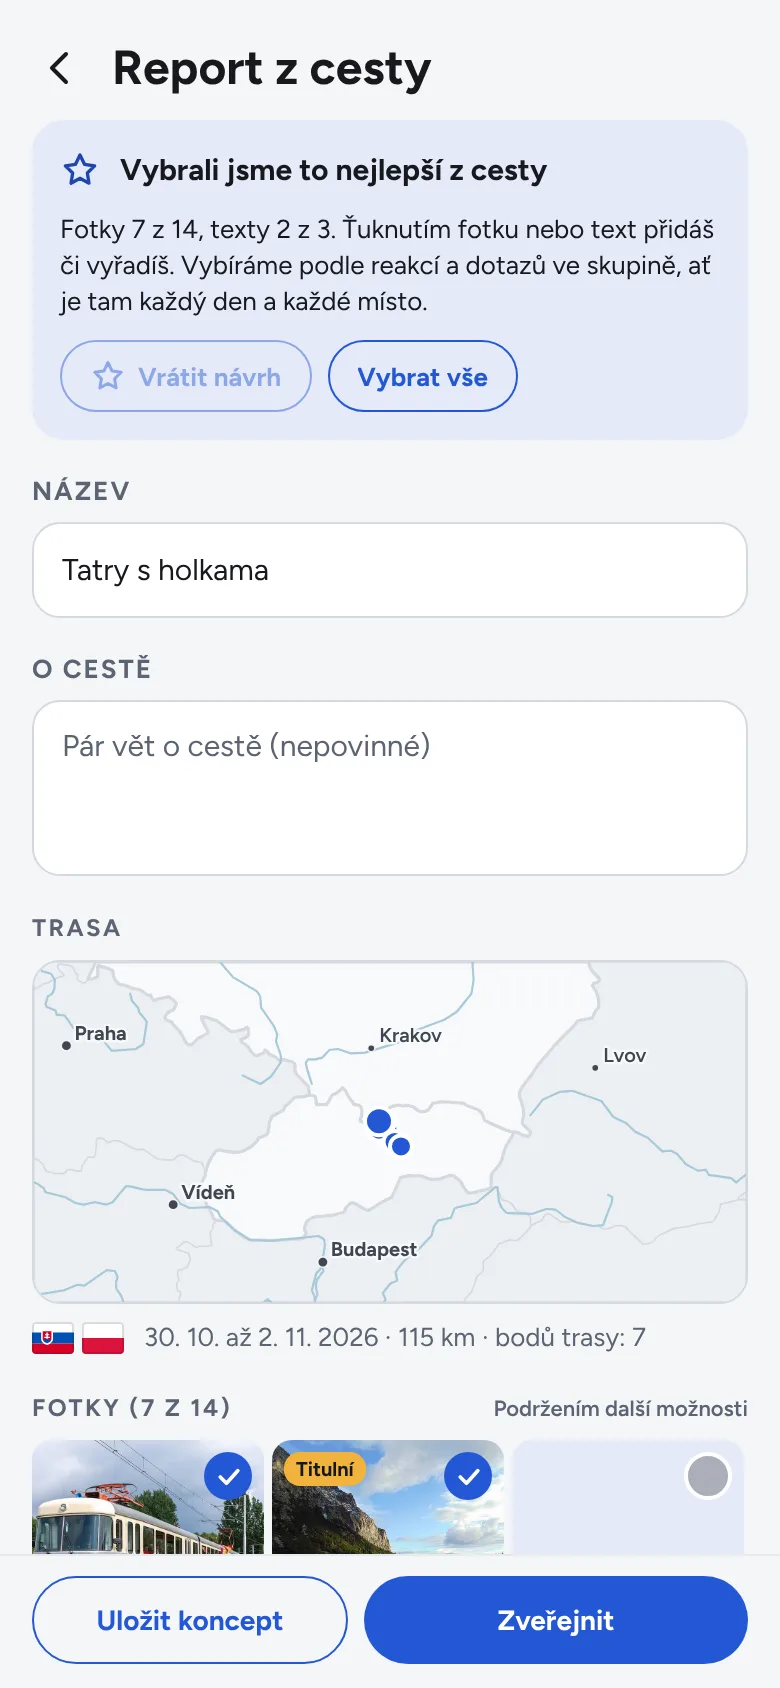 Report z cesty
Vybrali jsme to nejlepší z cesty
Fotky 7 z 14, texty 2 z 3. Ťuknutím fotku nebo text přidáš
či vyřadíš. Vybíráme podle reakcí a dotazů ve skupině, ať
je tam každý den a každé místo.
Vrátit návrh
Vybrat vše
NÁZEV
Tatry s holkama
O CESTĚ
Pár vět o cestě (nepovinné)
TRASA
Praha
Krakov
Lvov
Vídeň
Budapest
30. 10. až 2. 11. 2026 · 115 km · bodů trasy: 7
FOTKY (7 Z 14)
Podržením další možnosti
5
Titulní
Uložit koncept
Zveřejnit